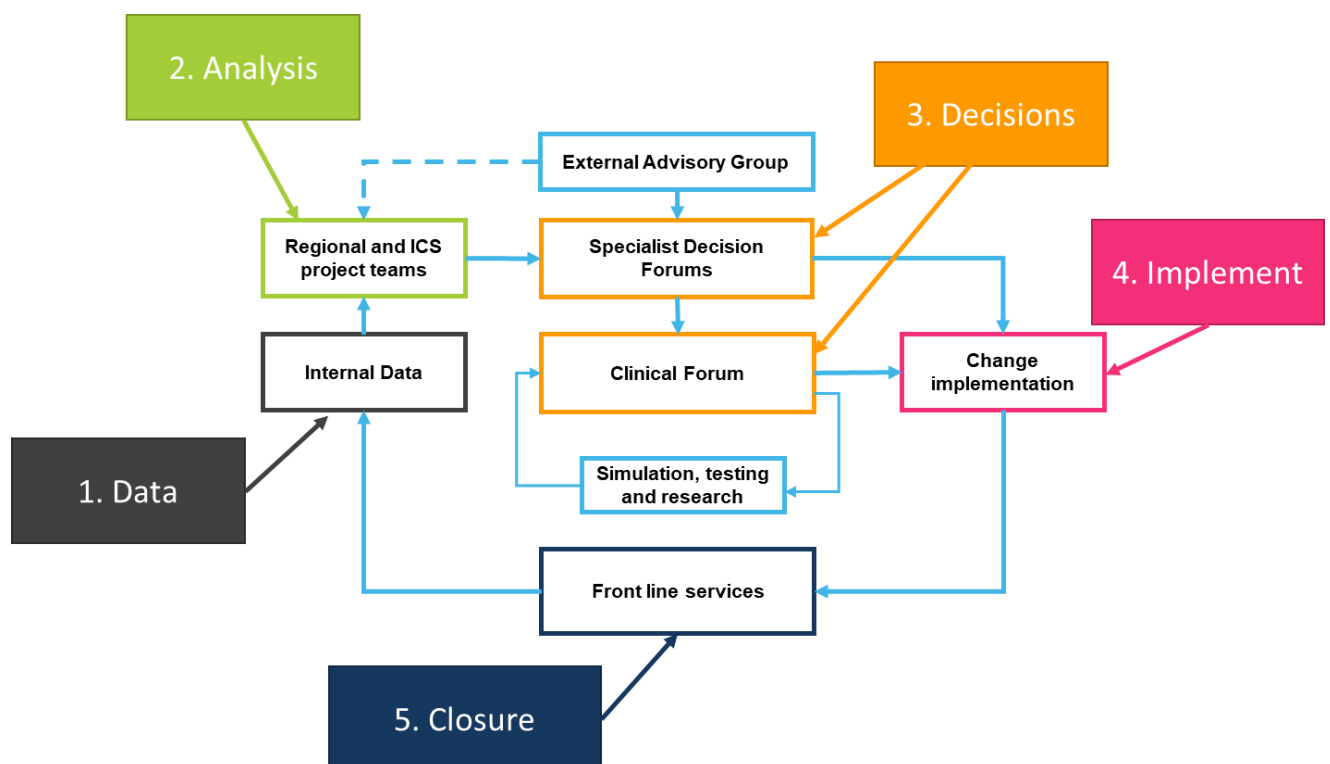 2. Analysis
3. Decisions
External Advisory Group
Regional and ICS
project teams
Specialist Decision
Forums
4. Implement
Internal Data
Clinical Forum
Change
implementation
1. Data
Simulation, testing
and research
Front line services
5. Closure